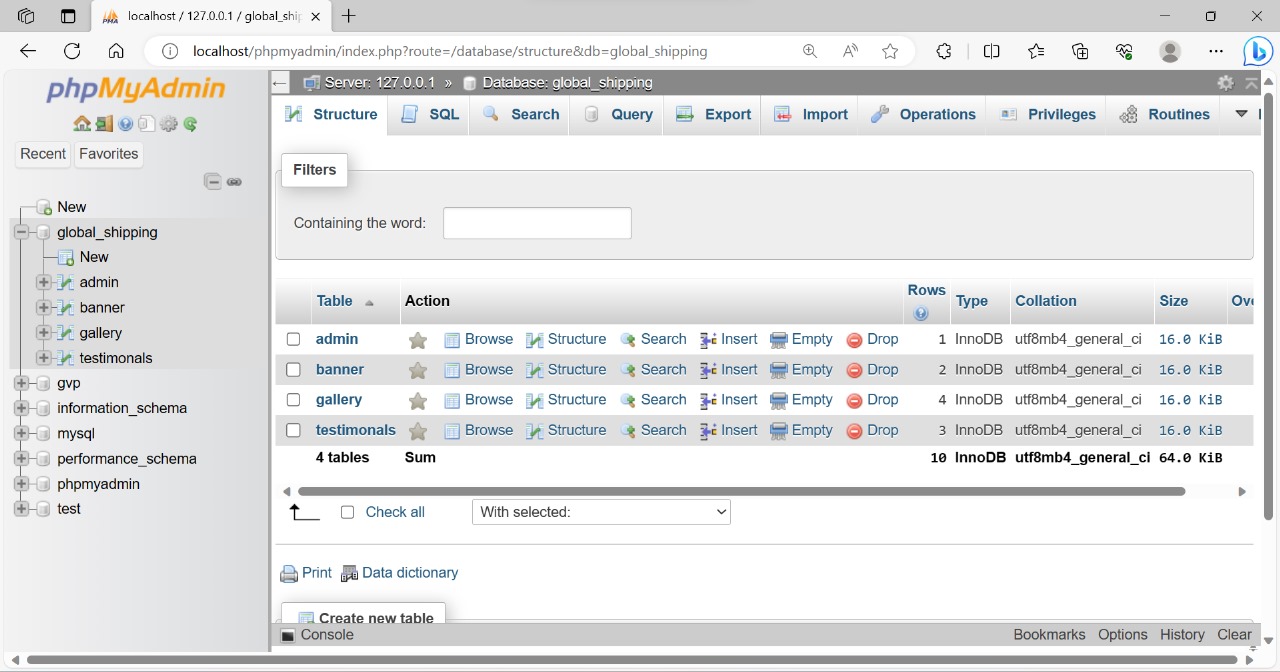 localhost / 127.0.0.1 / global_ship
localhost/phpmyadmin/index.php?route=/database/structure&db=global_shipping
phpMyAdmin
Recent Favorites
New
global_shipping
New
admin
banner
gallery
testimonals
gvp
information_schema
mysql
performance_schema
phpmyadmin
test
Server: 127.0.0.1 » Database: global_shipping
Structure SQL Search Query Export Import Operations Privileges Routines
Filters
Containing the word:
Table Action Rows Type Collation Size Ove
admin Browse Structure Search Insert Empty Drop 1 InnoDB utf8mb4_general_ci 16.0 KiB
banner Browse Structure Search Insert Empty Drop 2 InnoDB utf8mb4_general_ci 16.0 KiB
gallery Browse Structure Search Insert Empty Drop 4 InnoDB utf8mb4_general_ci 16.0 KiB
testimonals Browse Structure Search Insert Empty Drop 3 InnoDB utf8mb4_general_ci 16.0 KiB
4 tables Sum 10 InnoDB utf8mb4_general_ci 64.0 KiB
Check all With selected:
Print Data dictionary
Create new table
Console Bookmarks Options History Clear